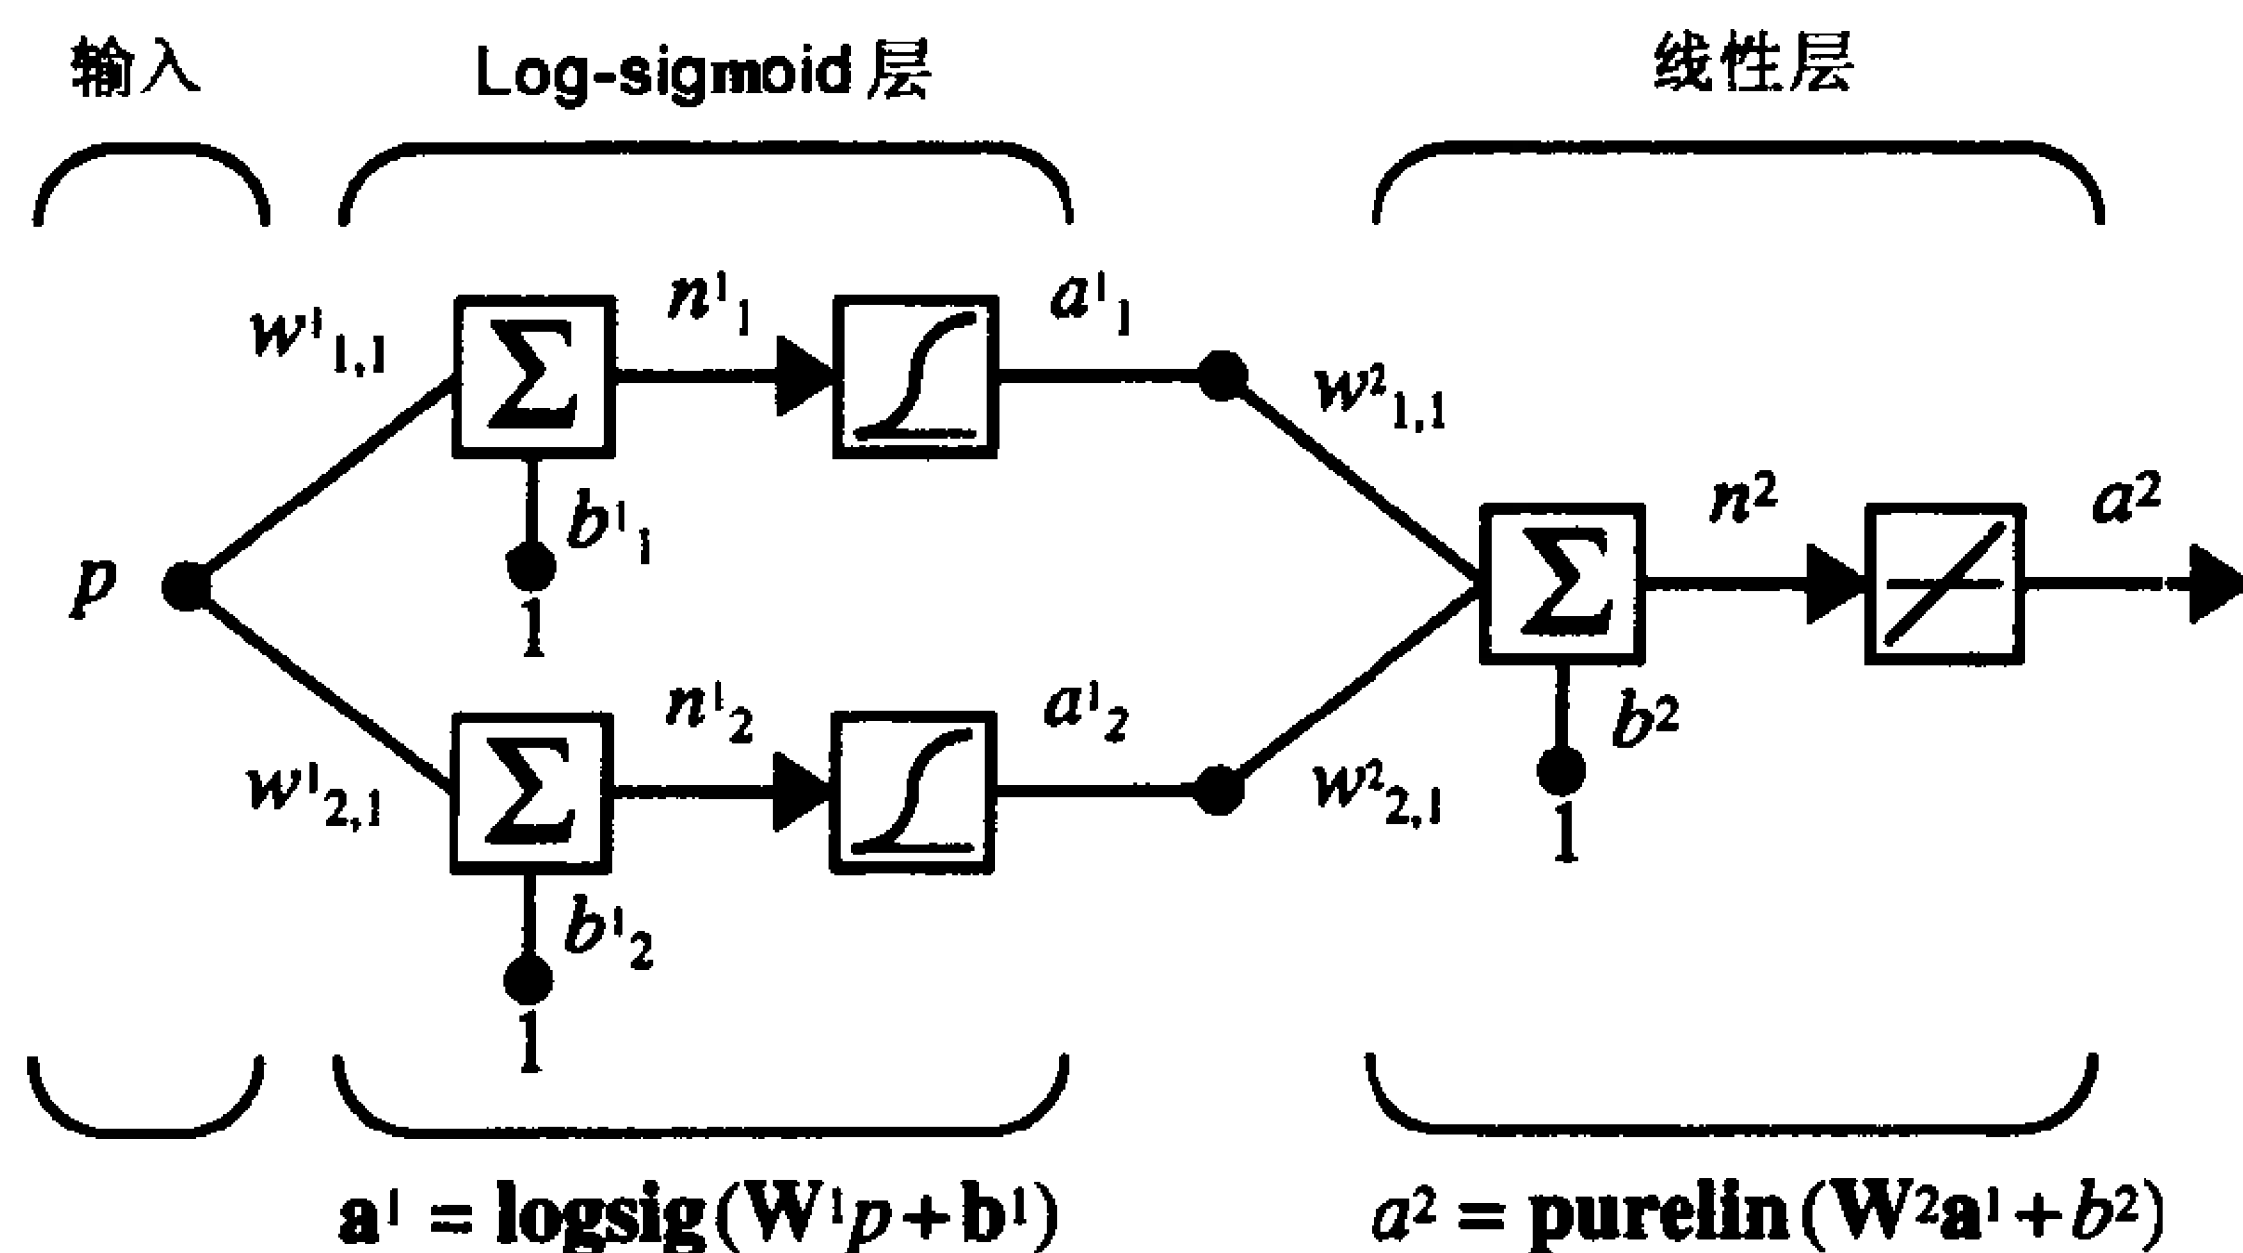 输入 Log-sigmoid 层 线性层
w¹₁,₁ n¹₁ a¹₁ w²₁,₁
Σ
b¹₁
1
p
Σ n² a²
b²
1
w¹₂,₁ n¹₂ a¹₂ w²₂,₁
Σ
b¹₂
1
a¹ = logsig(W¹p+b¹) a² = purelin(W²a¹+b²)